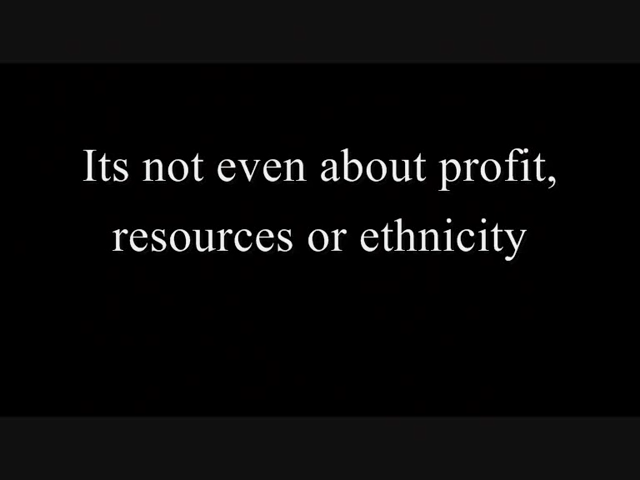 Its not even about profit,
resources or ethnicity